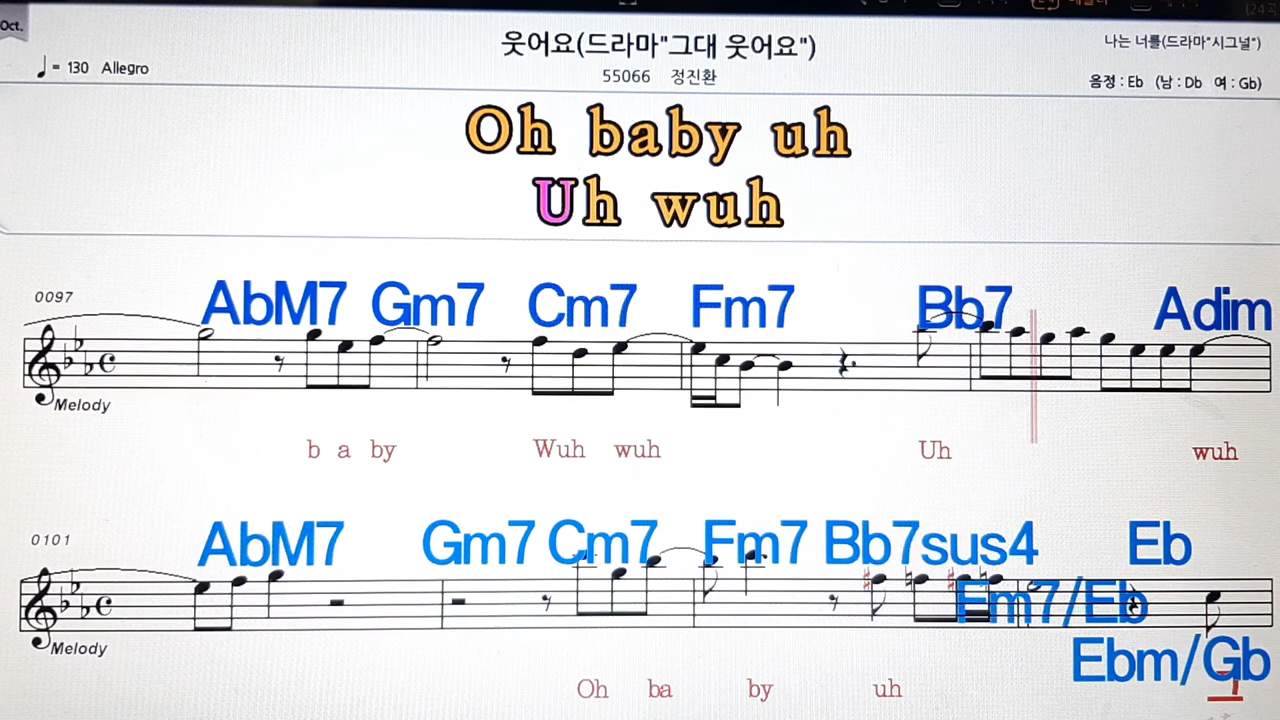 Oct.
웃어요(드라마"그대 웃어요")
55066 정진환
♩= 130 Allegro
나는 너를(드라마"시그널")
음정 : Eb (남 : Db 여 : Gb)
Oh baby uh
Uh wuh
0097
AbM7 Gm7 Cm7 Fm7 Bb7 Adim
Melody
b a by Wuh wuh Uh wuh
0101
AbM7 Gm7 Cm7 Fm7 Bb7sus4 Eb
Fm7/Eb
Melody
Ebm/Gb
Oh ba by uh